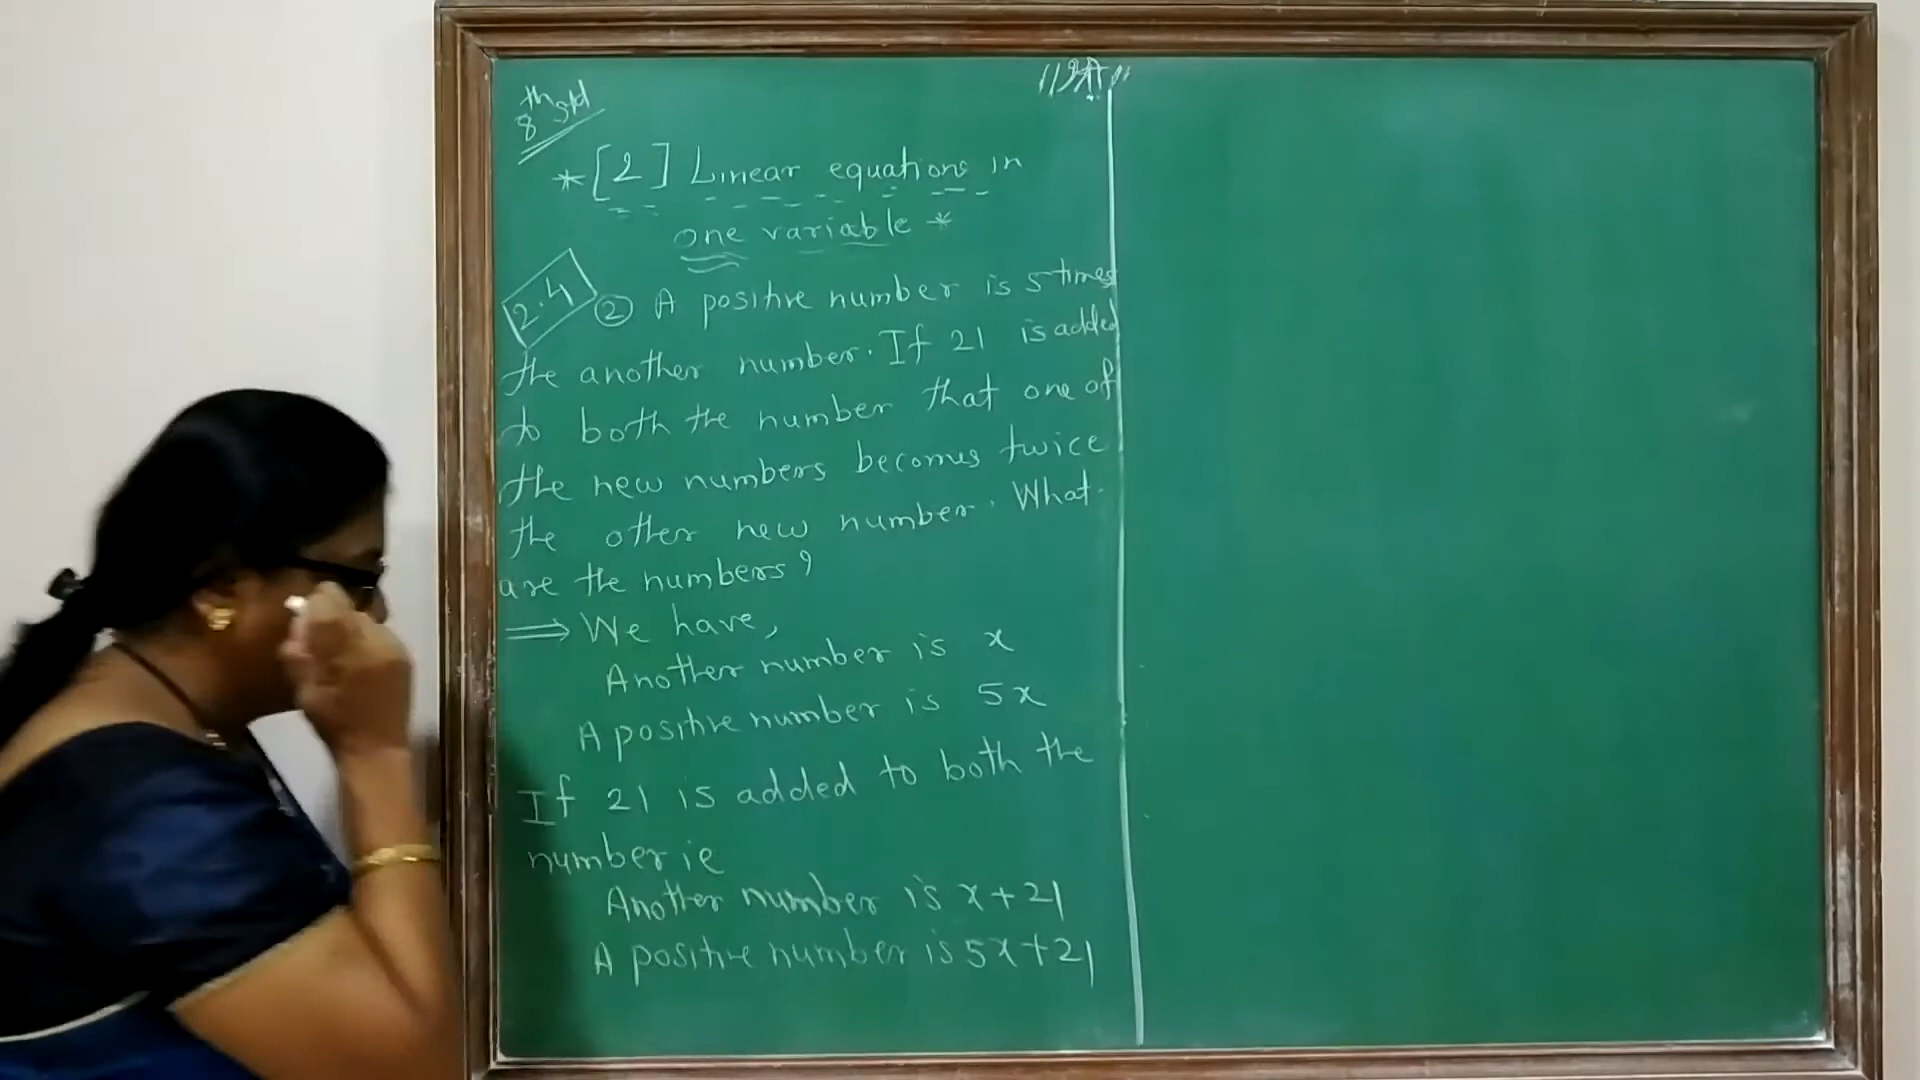 8th std
*[2] Linear equations in
one variable *
2.4 ② A positive number is 5 times
the another number. If 21 is added
to both the number that one of
the new numbers becomes twice
the other new number. What
are the numbers?
⟹ We have,
Another number is x
A positive number is 5x
If 21 is added to both the
number ie
Another number is x+21
A positive number is 5x+21